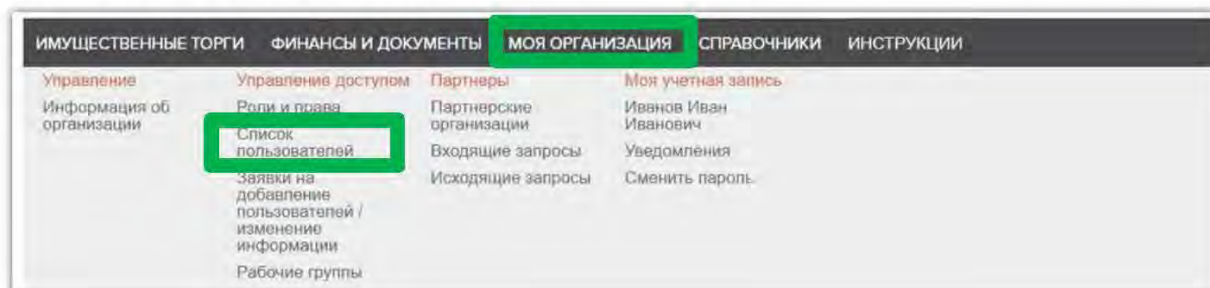 ИМУЩЕСТВЕННЫЕ ТОРГИ ФИНАНСЫ И ДОКУМЕНТЫ МОЯ ОРГАНИЗАЦИЯ СПРАВОЧНИКИ ИНСТРУКЦИИ
Управление
Информация об
организации
Управление доступом
Роли и права
Список
пользователей
Заявки на
добавление
пользователей /
изменение
информации
Рабочие группы
Партнеры
Партнерские
организации
Входящие запросы
Исходящие запросы
Моя учетная запись
Иванов Иван
Иванович
Уведомления
Сменить пароль